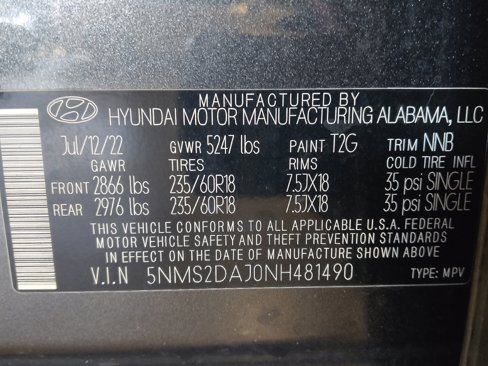 MANUFACTURED BY
HYUNDAI MOTOR MANUFACTURING ALABAMA, LLC
Jul/12/22 GVWR 5247 lbs PAINT T2G TRIM NNB
GAWR TIRES RIMS COLD TIRE INFL
FRONT 2866 lbs 235/60R18 7.5JX18 35 psi SINGLE
REAR 2976 lbs 235/60R18 7.5JX18 35 psi SINGLE
THIS VEHICLE CONFORMS TO ALL APPLICABLE U.S.A. FEDERAL
MOTOR VEHICLE SAFETY AND THEFT PREVENTION STANDARDS
IN EFFECT ON THE DATE OF MANUFACTURE SHOWN ABOVE.
V.I.N 5NMS2DAJ0NH481490 TYPE: MPV